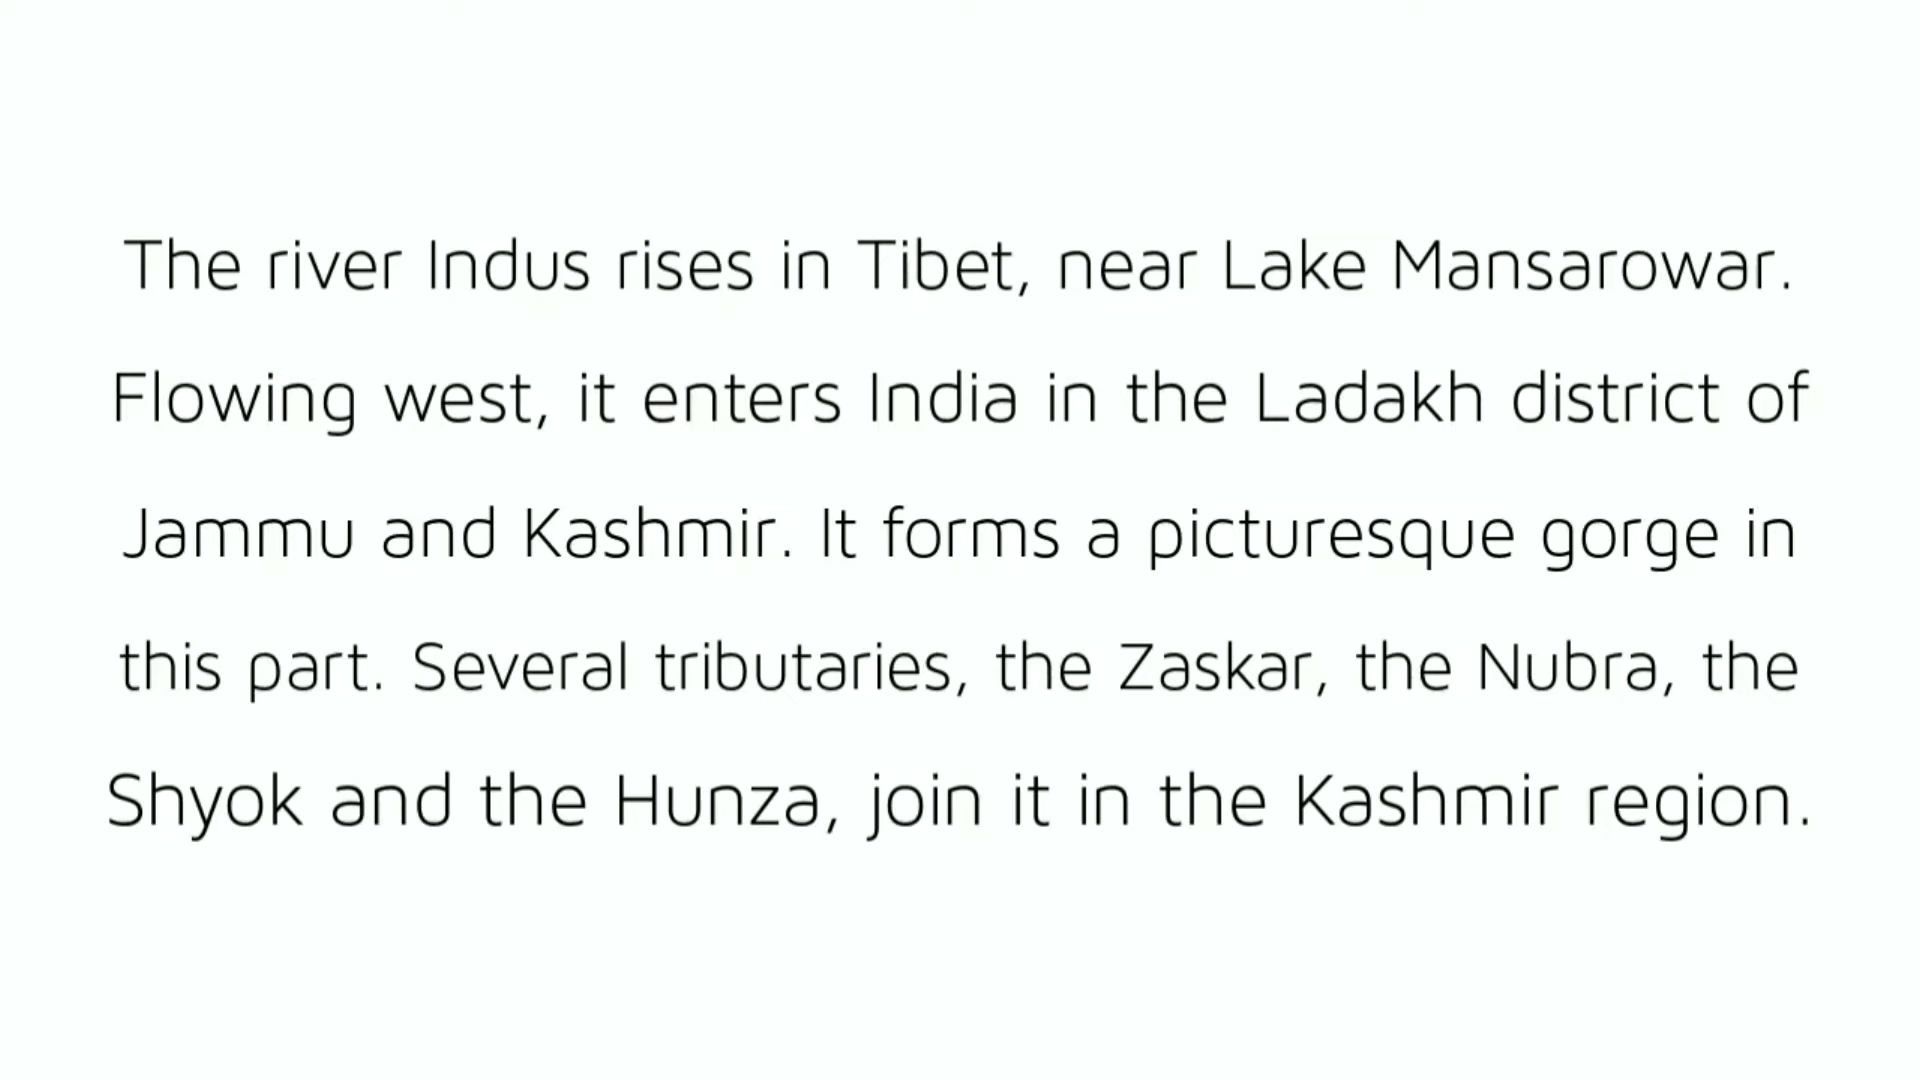 The river Indus rises in Tibet, near Lake Mansarowar.
Flowing west, it enters India in the Ladakh district of
Jammu and Kashmir. It forms a picturesque gorge in
this part. Several tributaries, the Zaskar, the Nubra, the
Shyok and the Hunza, join it in the Kashmir region.